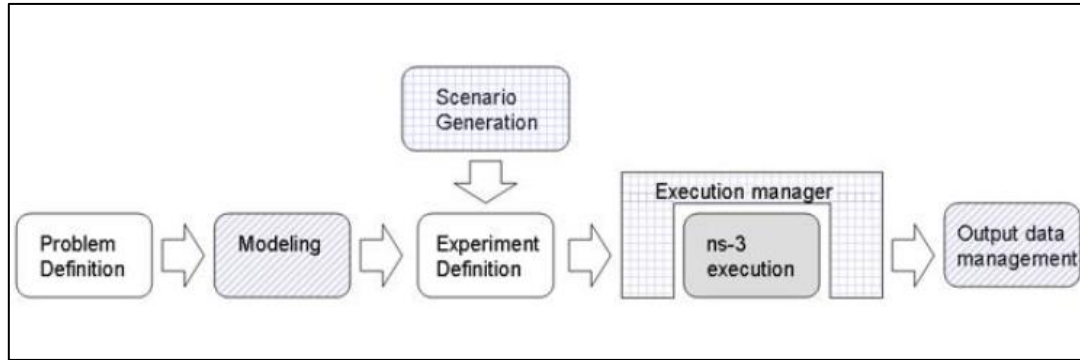 Scenario
Generation
Execution manager
Problem
Definition
Modeling
Experiment
Definition
ns-3
execution
Output data
management